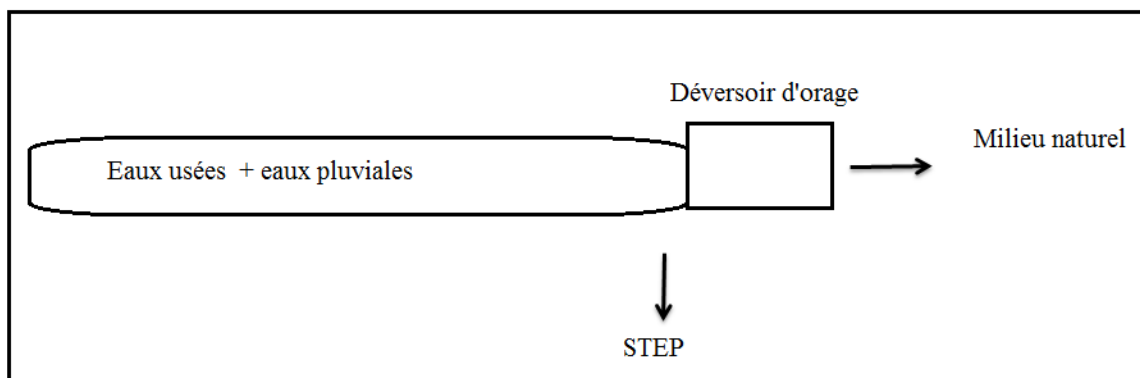 Déversoir d'orage
Milieu naturel
Eaux usées + eaux pluviales
STEP